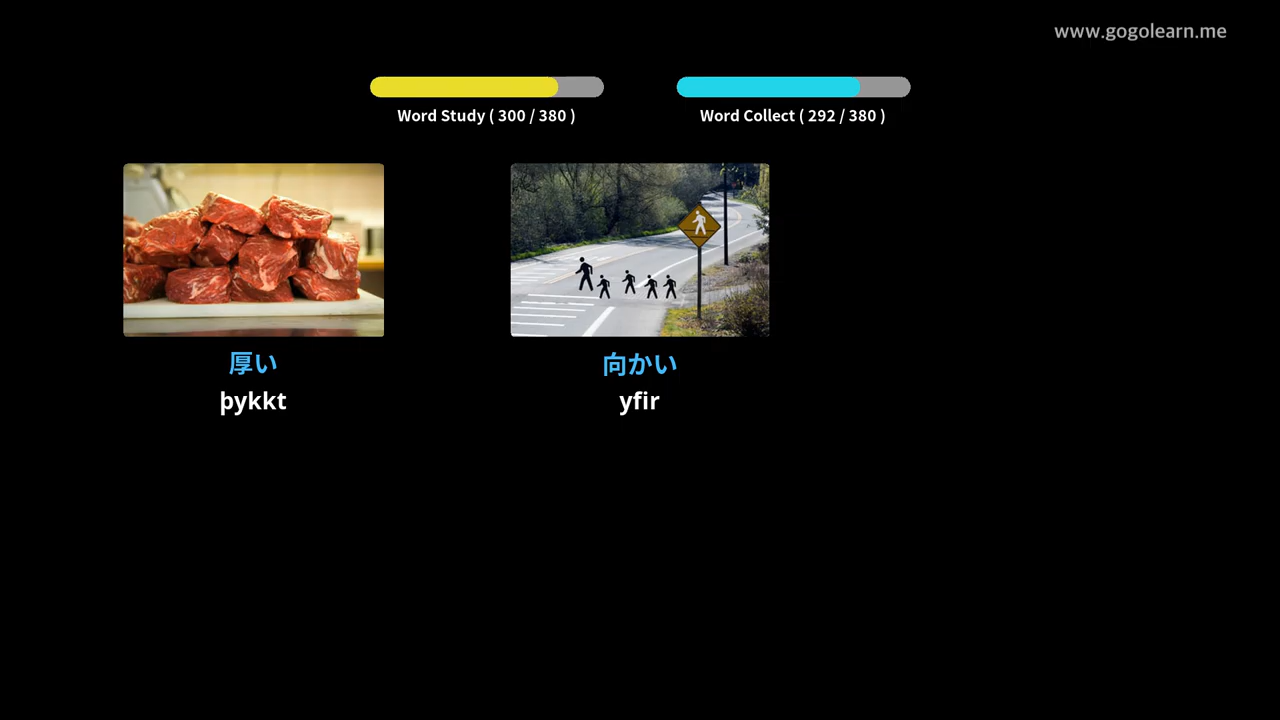 www.gogolearn.me
Word Study ( 300 / 380 )
Word Collect ( 292 / 380 )
厚い
þykkt
向かい
yfir